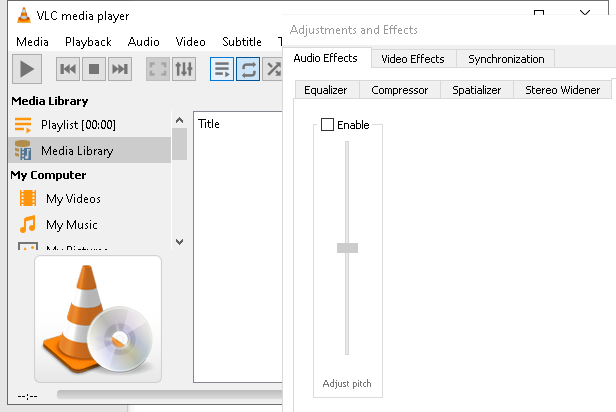 VLC media player
Media Playback Audio Video Subtitle T
Media Library
Playlist [00:00]
Media Library
My Computer
My Videos
My Music
My Pictures
Title
--:--
Adjustments and Effects
Audio Effects Video Effects Synchronization
Equalizer Compressor Spatializer Stereo Widener
Enable
Adjust pitch